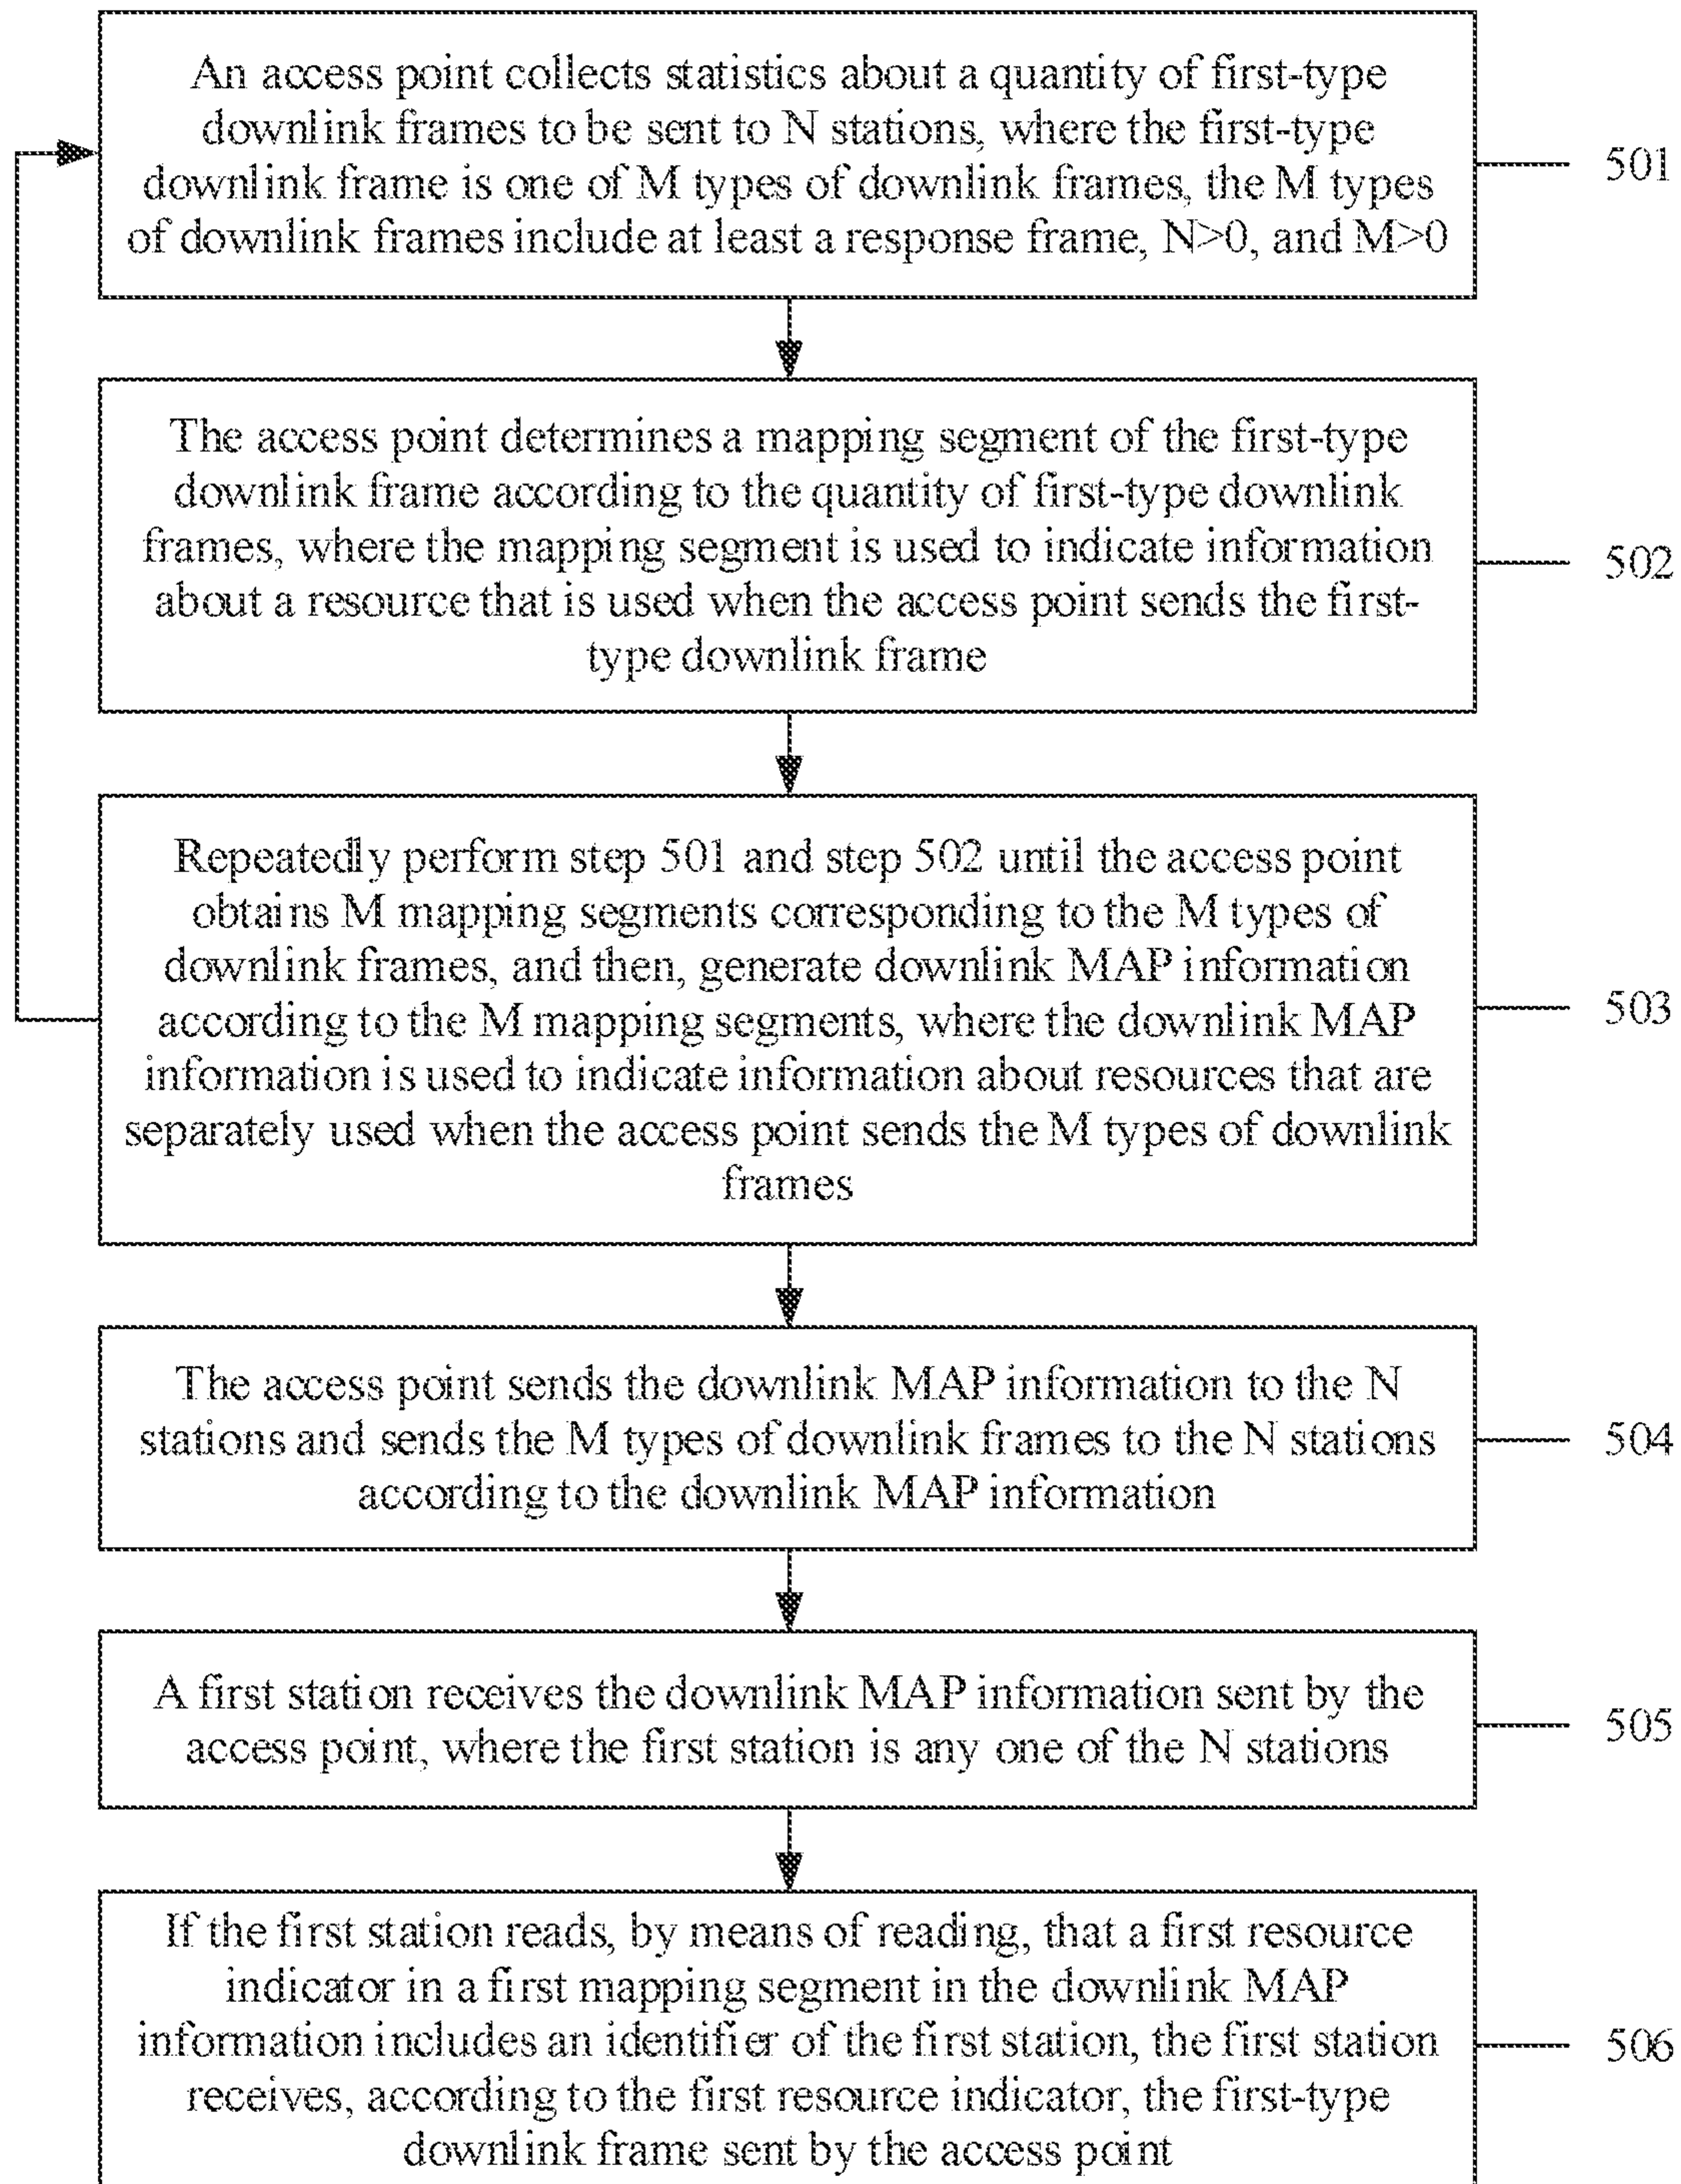 An access point collects statistics about a quantity of first-type
downlink frames to be sent to N stations, where the first-type
downlink frame is one of M types of downlink frames, the M types
of downlink frames include at least a response frame, N>0, and M>0
501
The access point determines a mapping segment of the first-type
downlink frame according to the quantity of first-type downlink
frames, where the mapping segment is used to indicate information
about a resource that is used when the access point sends the first-
type downlink frame
502
Repeatedly perform step 501 and step 502 until the access point
obtains M mapping segments corresponding to the M types of
downlink frames, and then, generate downlink MAP information
according to the M mapping segments, where the downlink MAP
information is used to indicate information about resources that are
separately used when the access point sends the M types of downlink
frames
503
The access point sends the downlink MAP information to the N
stations and sends the M types of downlink frames to the N stations
according to the downlink MAP information
504
A first station receives the downlink MAP information sent by the
access point, where the first station is any one of the N stations
505
If the first station reads, by means of reading, that a first resource
indicator in a first mapping segment in the downlink MAP
information includes an identifier of the first station, the first station
receives, according to the first resource indicator, the first-type
downlink frame sent by the access point
506